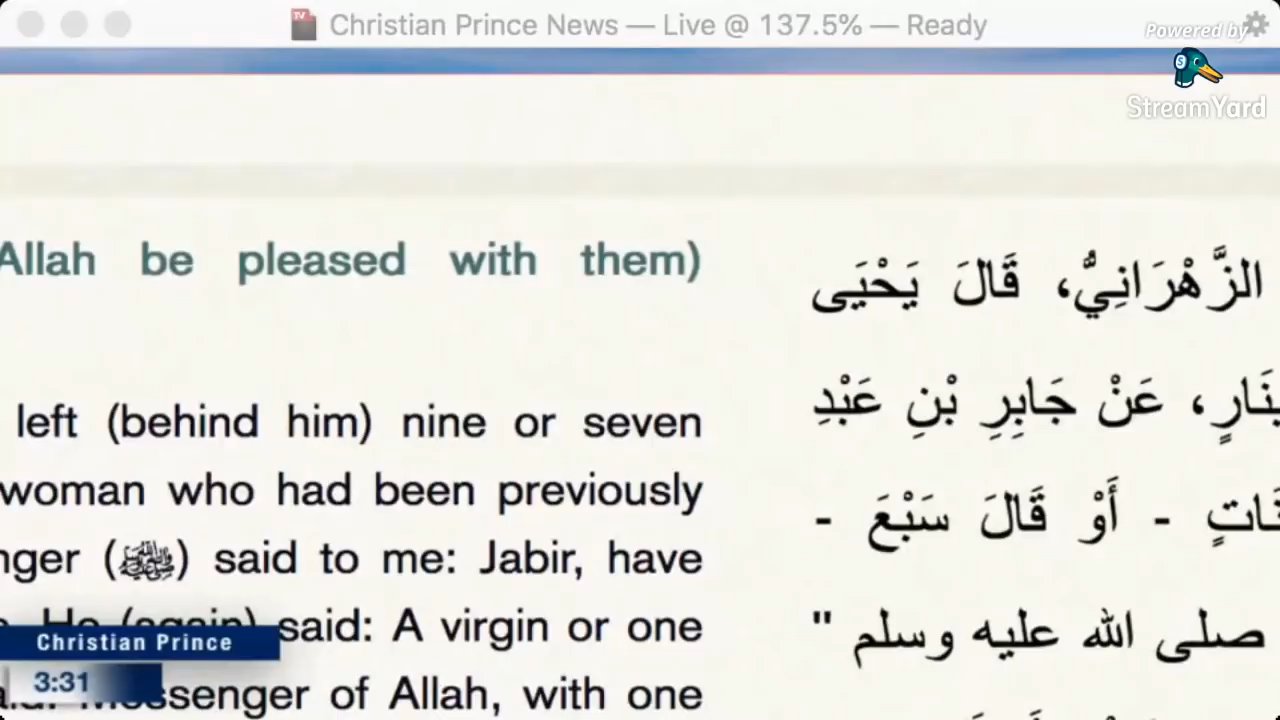 Christian Prince News — Live @ 137.5% — Ready
Powered by
StreamYard
Allah be pleased with them)
left (behind him) nine or seven
woman who had been previously
(ﷺ) said to me: Jabir, have
He (again) said: A virgin or one
Messenger of Allah, with one
الزَّهْرَانِيُّ، قَالَ يَحْيَى
عَنْ جَابِرِ بْنِ عَبْدِ
- أَوْ قَالَ سَبْعَ -
صلى الله عليه وسلم "
Christian Prince
3:31